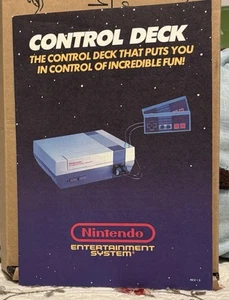 CONTROL DECK
THE CONTROL DECK THAT PUTS YOU
IN CONTROL OF INCREDIBLE FUN!
Nintendo
ENTERTAINMENT
SYSTEM